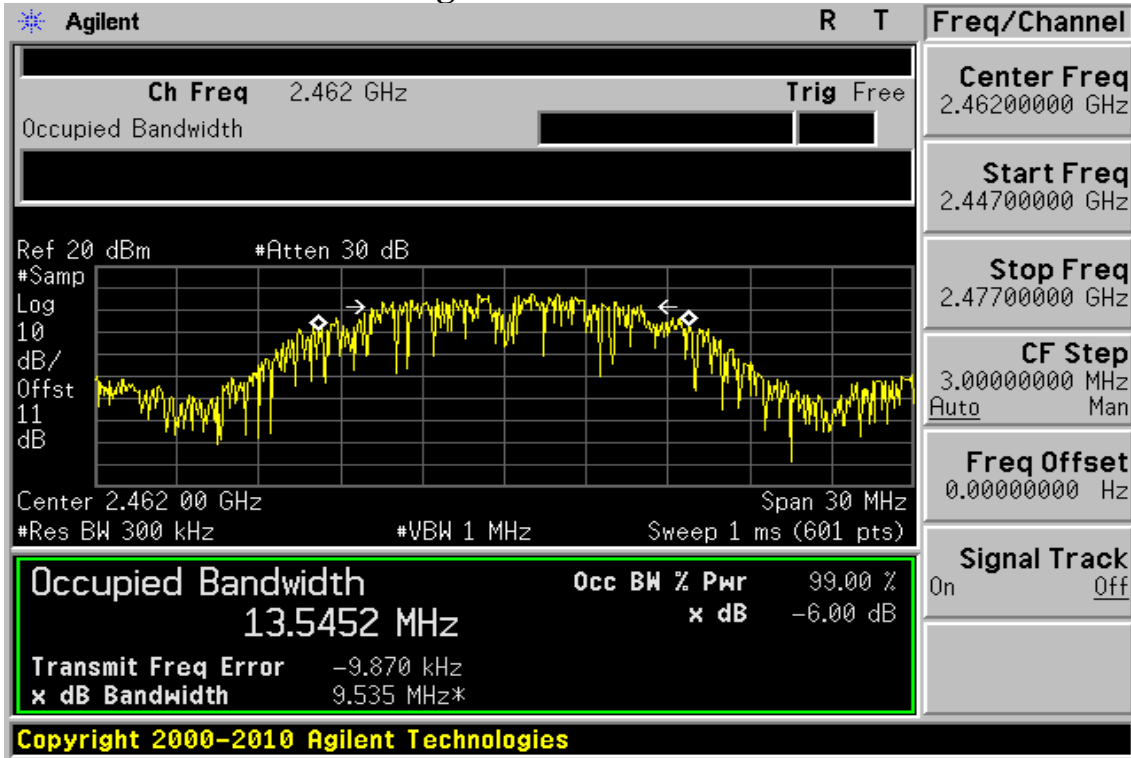 Agilent R T Freq/Channel
Ch Freq 2.462 GHz Trig Free
Occupied Bandwidth
Center Freq
2.46200000 GHz
Start Freq
2.44700000 GHz
Stop Freq
2.47700000 GHz
CF Step
3.00000000 MHz
Auto Man
Freq Offset
0.00000000 Hz
Signal Track
On Off
Ref 20 dBm #Atten 30 dB
#Samp
Log
10
dB/
Offst
11
dB
Center 2.462 00 GHz Span 30 MHz
#Res BW 300 kHz #VBW 1 MHz Sweep 1 ms (601 pts)
Occupied Bandwidth Occ BW % Pwr 99.00 %
13.5452 MHz x dB -6.00 dB
Transmit Freq Error -9.870 kHz
x dB Bandwidth 9.535 MHz*
Copyright 2000-2010 Agilent Technologies